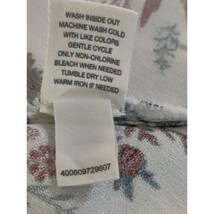 WASH INSIDE OUT
MACHINE WASH COLD
WITH LIKE COLORS
GENTLE CYCLE
ONLY NON-CHLORINE
BLEACH WHEN NEEDED
TUMBLE DRY LOW
WARM IRON IF NEEDED
400609729607